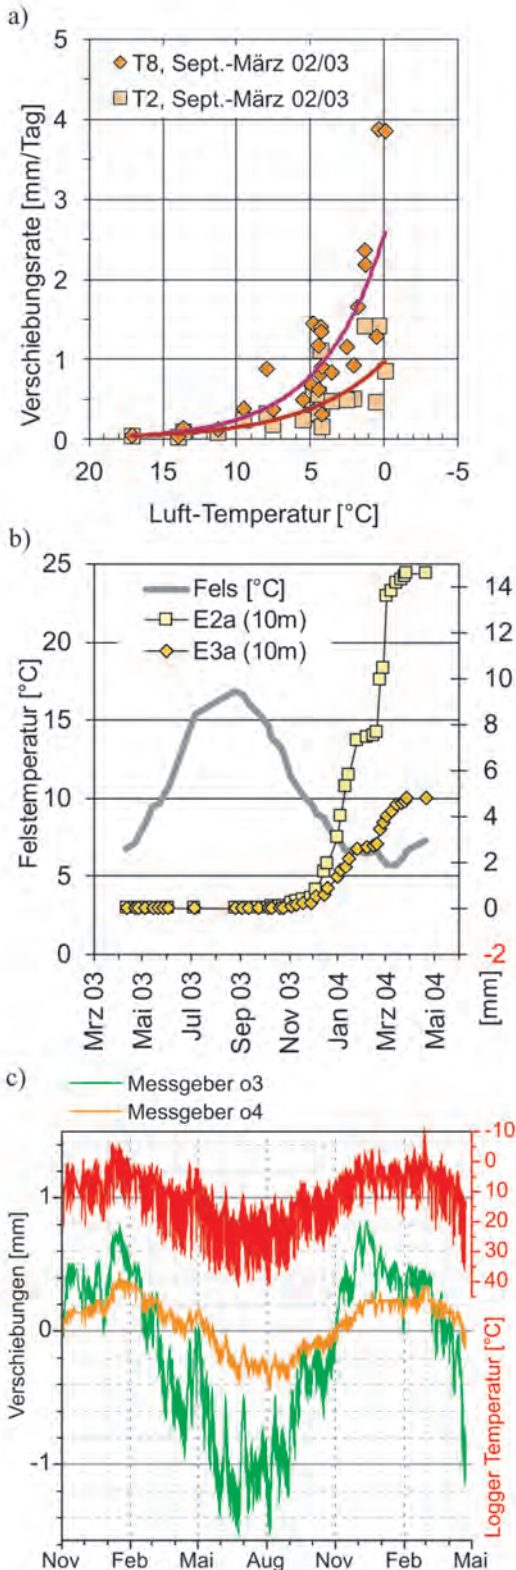 a)
5
4
3
2
1
0
Verschiebungsrate [mm/Tag]
T8, Sept.-März 02/03
T2, Sept.-März 02/03
20 15 10 5 0 -5
Luft-Temperatur [°C]
b)
25
20
15
10
5
0
Felstemperatur [°C]
Fels [°C]
E2a (10m)
E3a (10m)
14
12
10
8
6
4
2
0
-2
[mm]
Mrz 03 Mai 03 Jul 03 Sep 03 Nov 03 Jan 04 Mrz 04 Mai 04
c)
Messgeber o3
Messgeber o4
1
0
-1
Verschiebungen [mm]
-10
0
10
20
30
40
Logger Temperatur [°C]
Nov Feb Mai Aug Nov Feb Mai